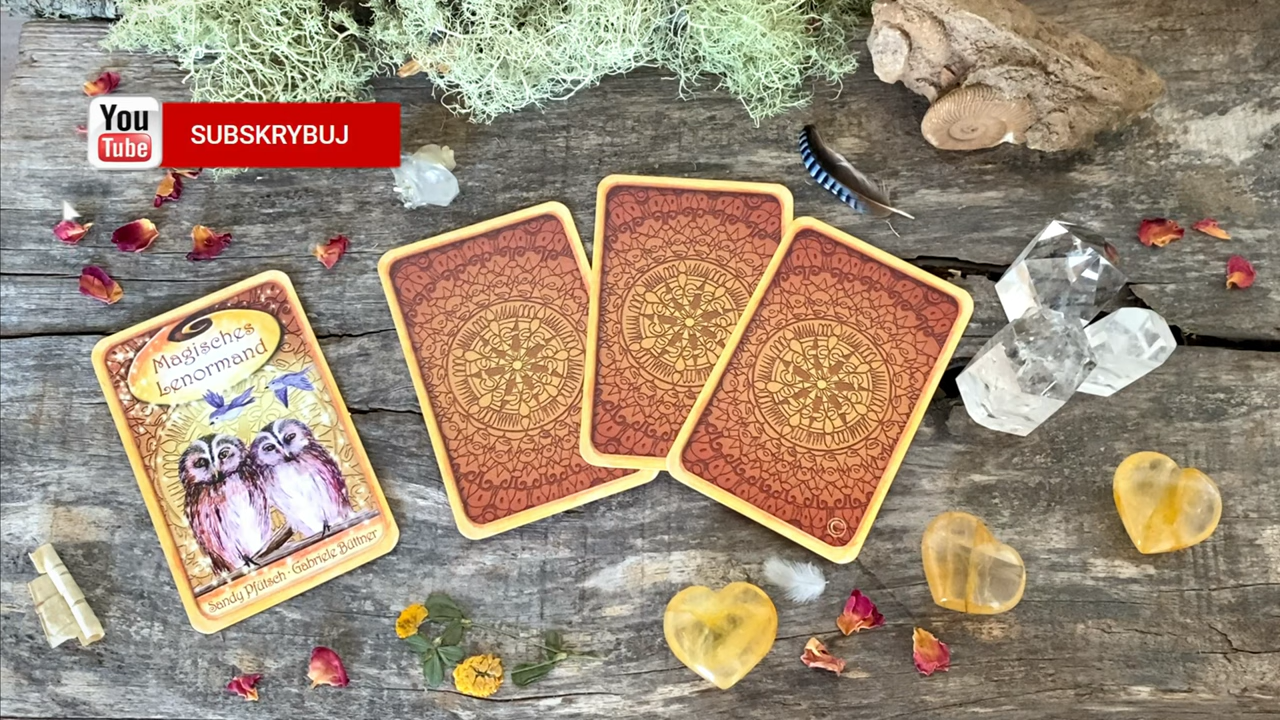 You
Tube
SUBSKRYBUJ
Magisches
Lenormand
Sandy Pfütsch · Gabriele Büttner
©